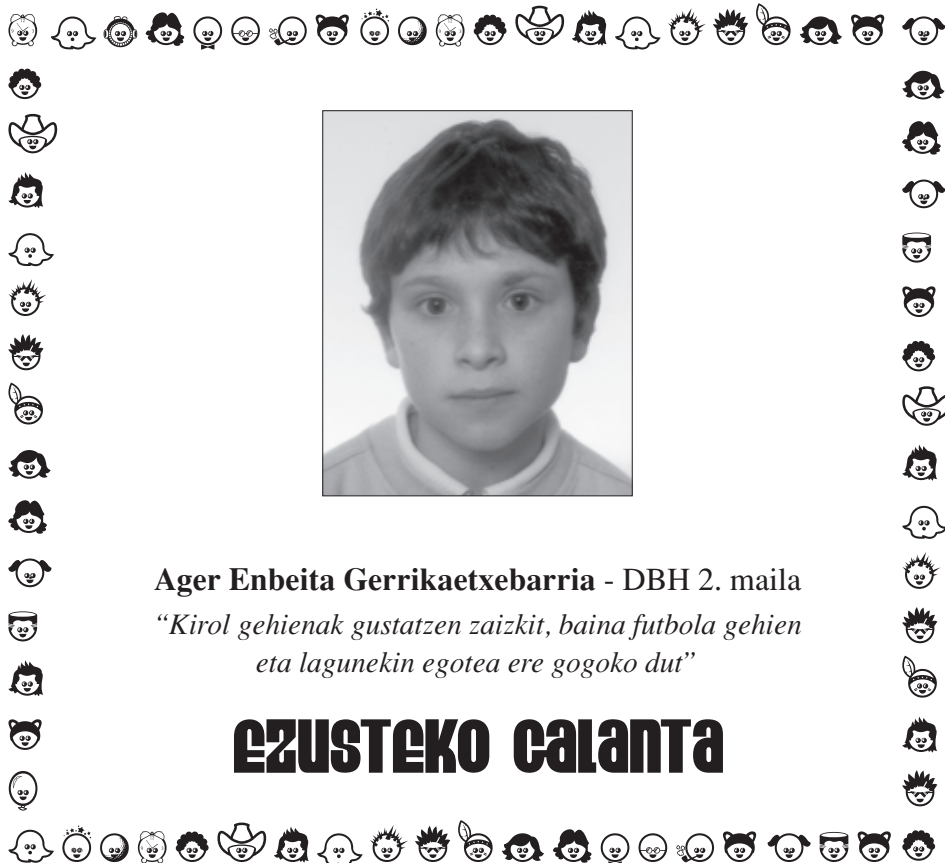 Ager Enbeita Gerrikaetxebarria - DBH 2. maila
“Kirol gehienak gustatzen zaizkit, baina futbola gehien
eta lagunekin egotea ere gogoko dut”
EZUSTEKO GALANTA